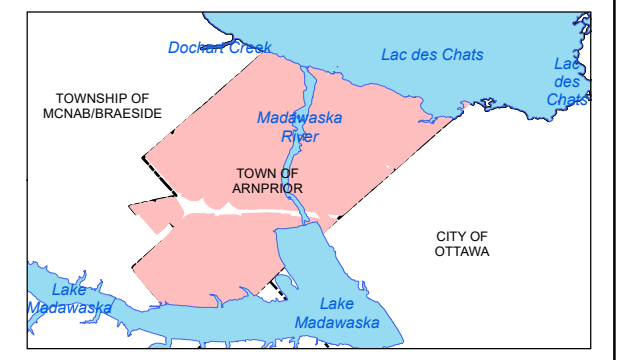 Dochart Creek
Lac des Chats
Lac
des
Chats
TOWNSHIP OF
MCNAB/BRAESIDE
Madawaska
River
TOWN OF
ARNPRIOR
CITY OF
OTTAWA
Lake
Madawaska
Lake
Madawaska